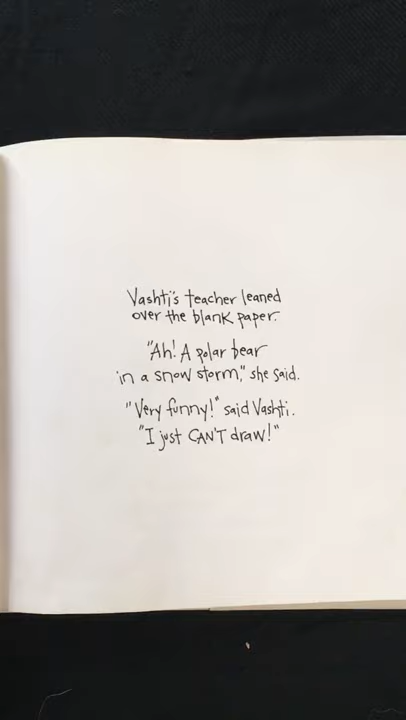 Vashti's teacher leaned
over the blank paper.
"Ah! A polar bear
in a snow storm," she said.
"Very funny!" said Vashti.
"I just CAN'T draw!"